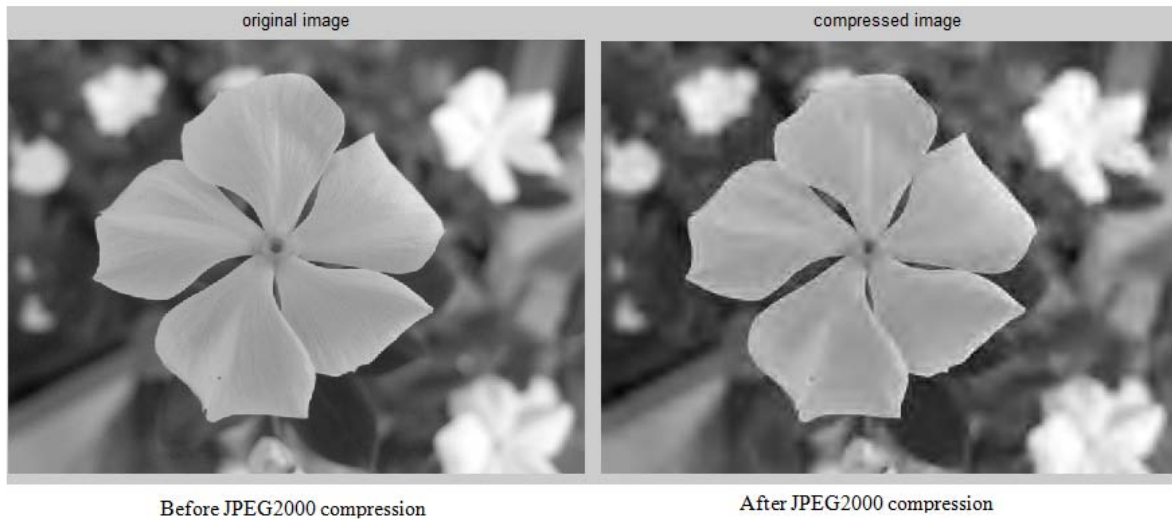 original image
compressed image
Before JPEG2000 compression
After JPEG2000 compression